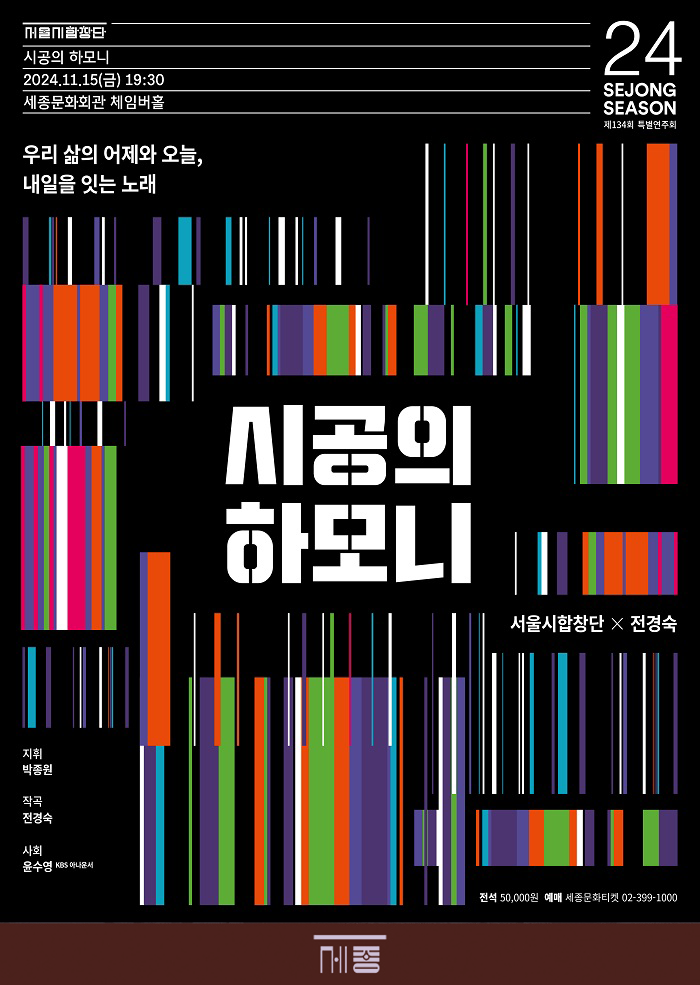 서울시합창단
시공의 하모니
2024.11.15(금) 19:30
세종문화회관 체임버홀
24
SEJONG
SEASON
제134회 특별연주회
우리 삶의 어제와 오늘,
내일을 잇는 노래
시공의
하모니
서울시합창단 × 전경숙
지휘
박종원
작곡
전경숙
사회
윤수영 KBS 아나운서
전석 50,000원 예매 세종문화티켓 02-399-1000
세종